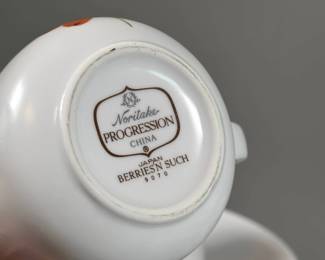 N
Noritake
PROGRESSION
CHINA
®
JAPAN
BERRIES'N SUCH
9070